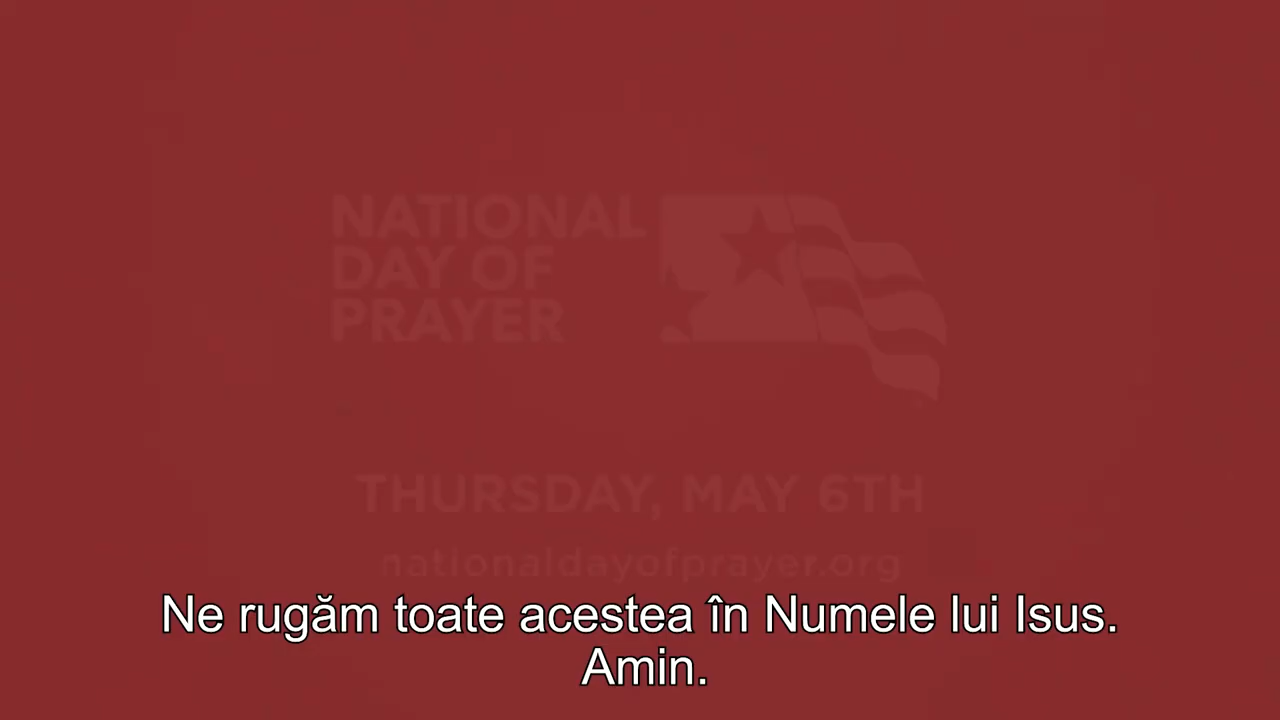 NATIONAL
DAY OF
PRAYER
THURSDAY, MAY 6TH
nationaldayofprayer.org
Ne rugăm toate acestea în Numele lui Isus.
Amin.